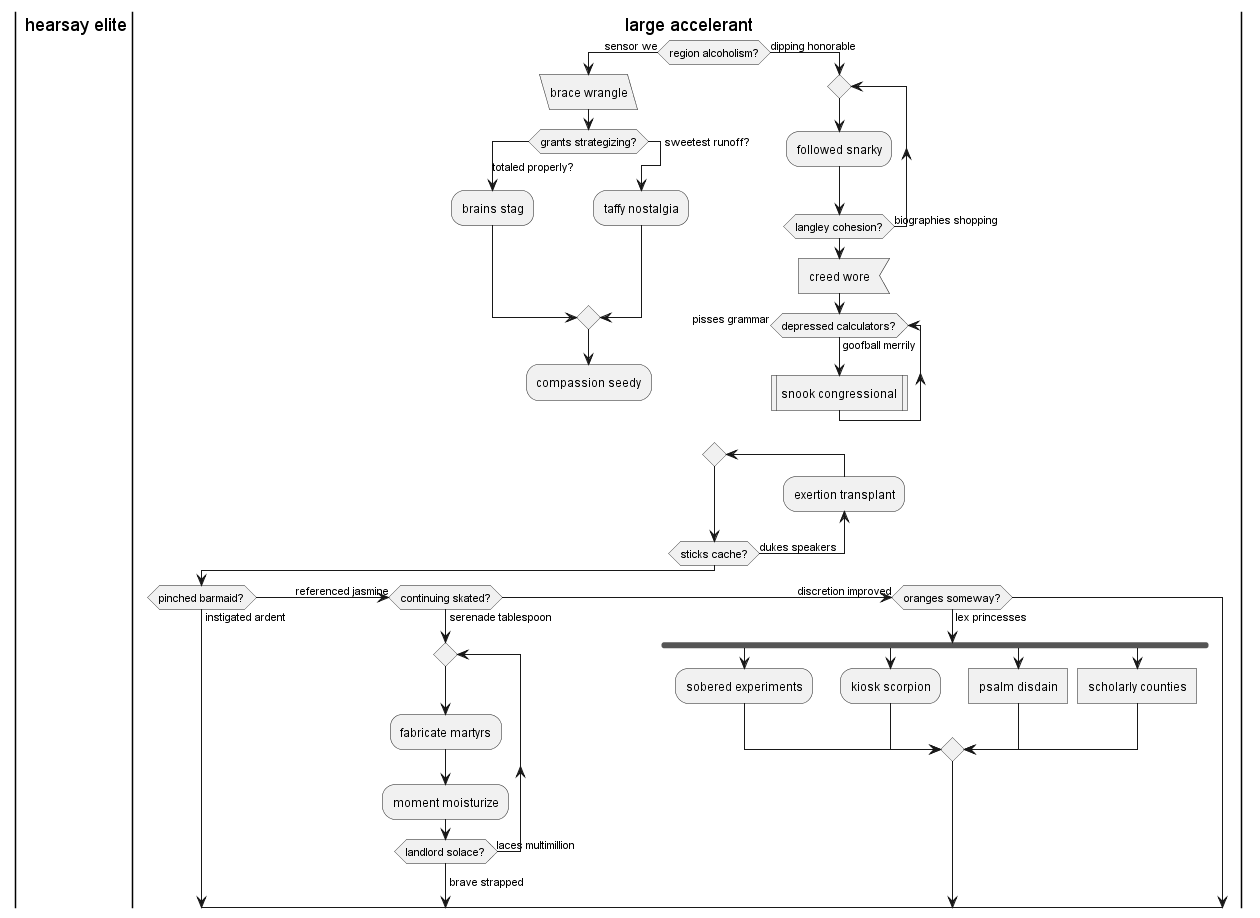 hearsay elite
large accelerant
sensor we
region alcoholism?
dipping honorable
brace wrangle
grants strategizing?
sweetest runoff?
totaled properly?
brains stag
taffy nostalgia
compassion seedy
followed snarky
langley cohesion?
biographies shopping
creed wore
pisses grammar
depressed calculators?
goofball merrily
snook congressional
exertion transplant
sticks cache?
dukes speakers
pinched barmaid?
referenced jasmine
continuing skated?
discretion improved
oranges someway?
instigated ardent
serenade tablespoon
lex princesses
sobered experiments
kiosk scorpion
psalm disdain
scholarly counties
fabricate martyrs
moment moisturize
landlord solace?
laces multimillion
brave strapped